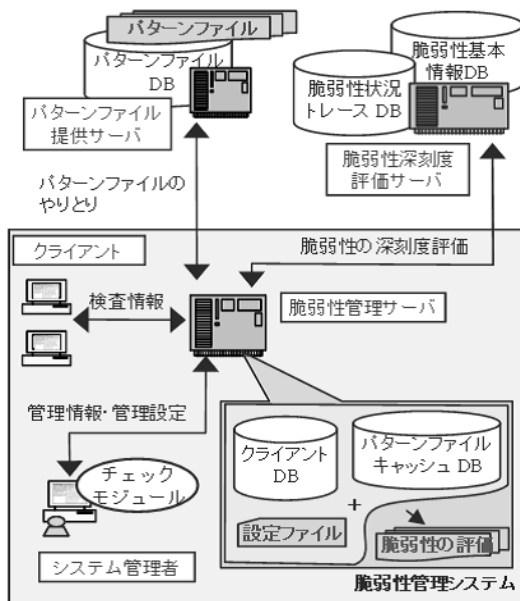 パターンファイル
パターンファイル
DB
パターンファイル
提供サーバ
脆弱性基本
情報DB
脆弱性状況
トレース DB
脆弱性深刻度
評価サーバ
パターンファイルの
やりとり
クライアント
脆弱性の深刻度評価
検査情報
脆弱性管理サーバ
管理情報・管理設定
チェック
モジュール
システム管理者
クライアント
DB
パターンファイル
キャッシュ DB
+
設定ファイル
脆弱性の評価
脆弱性管理システム